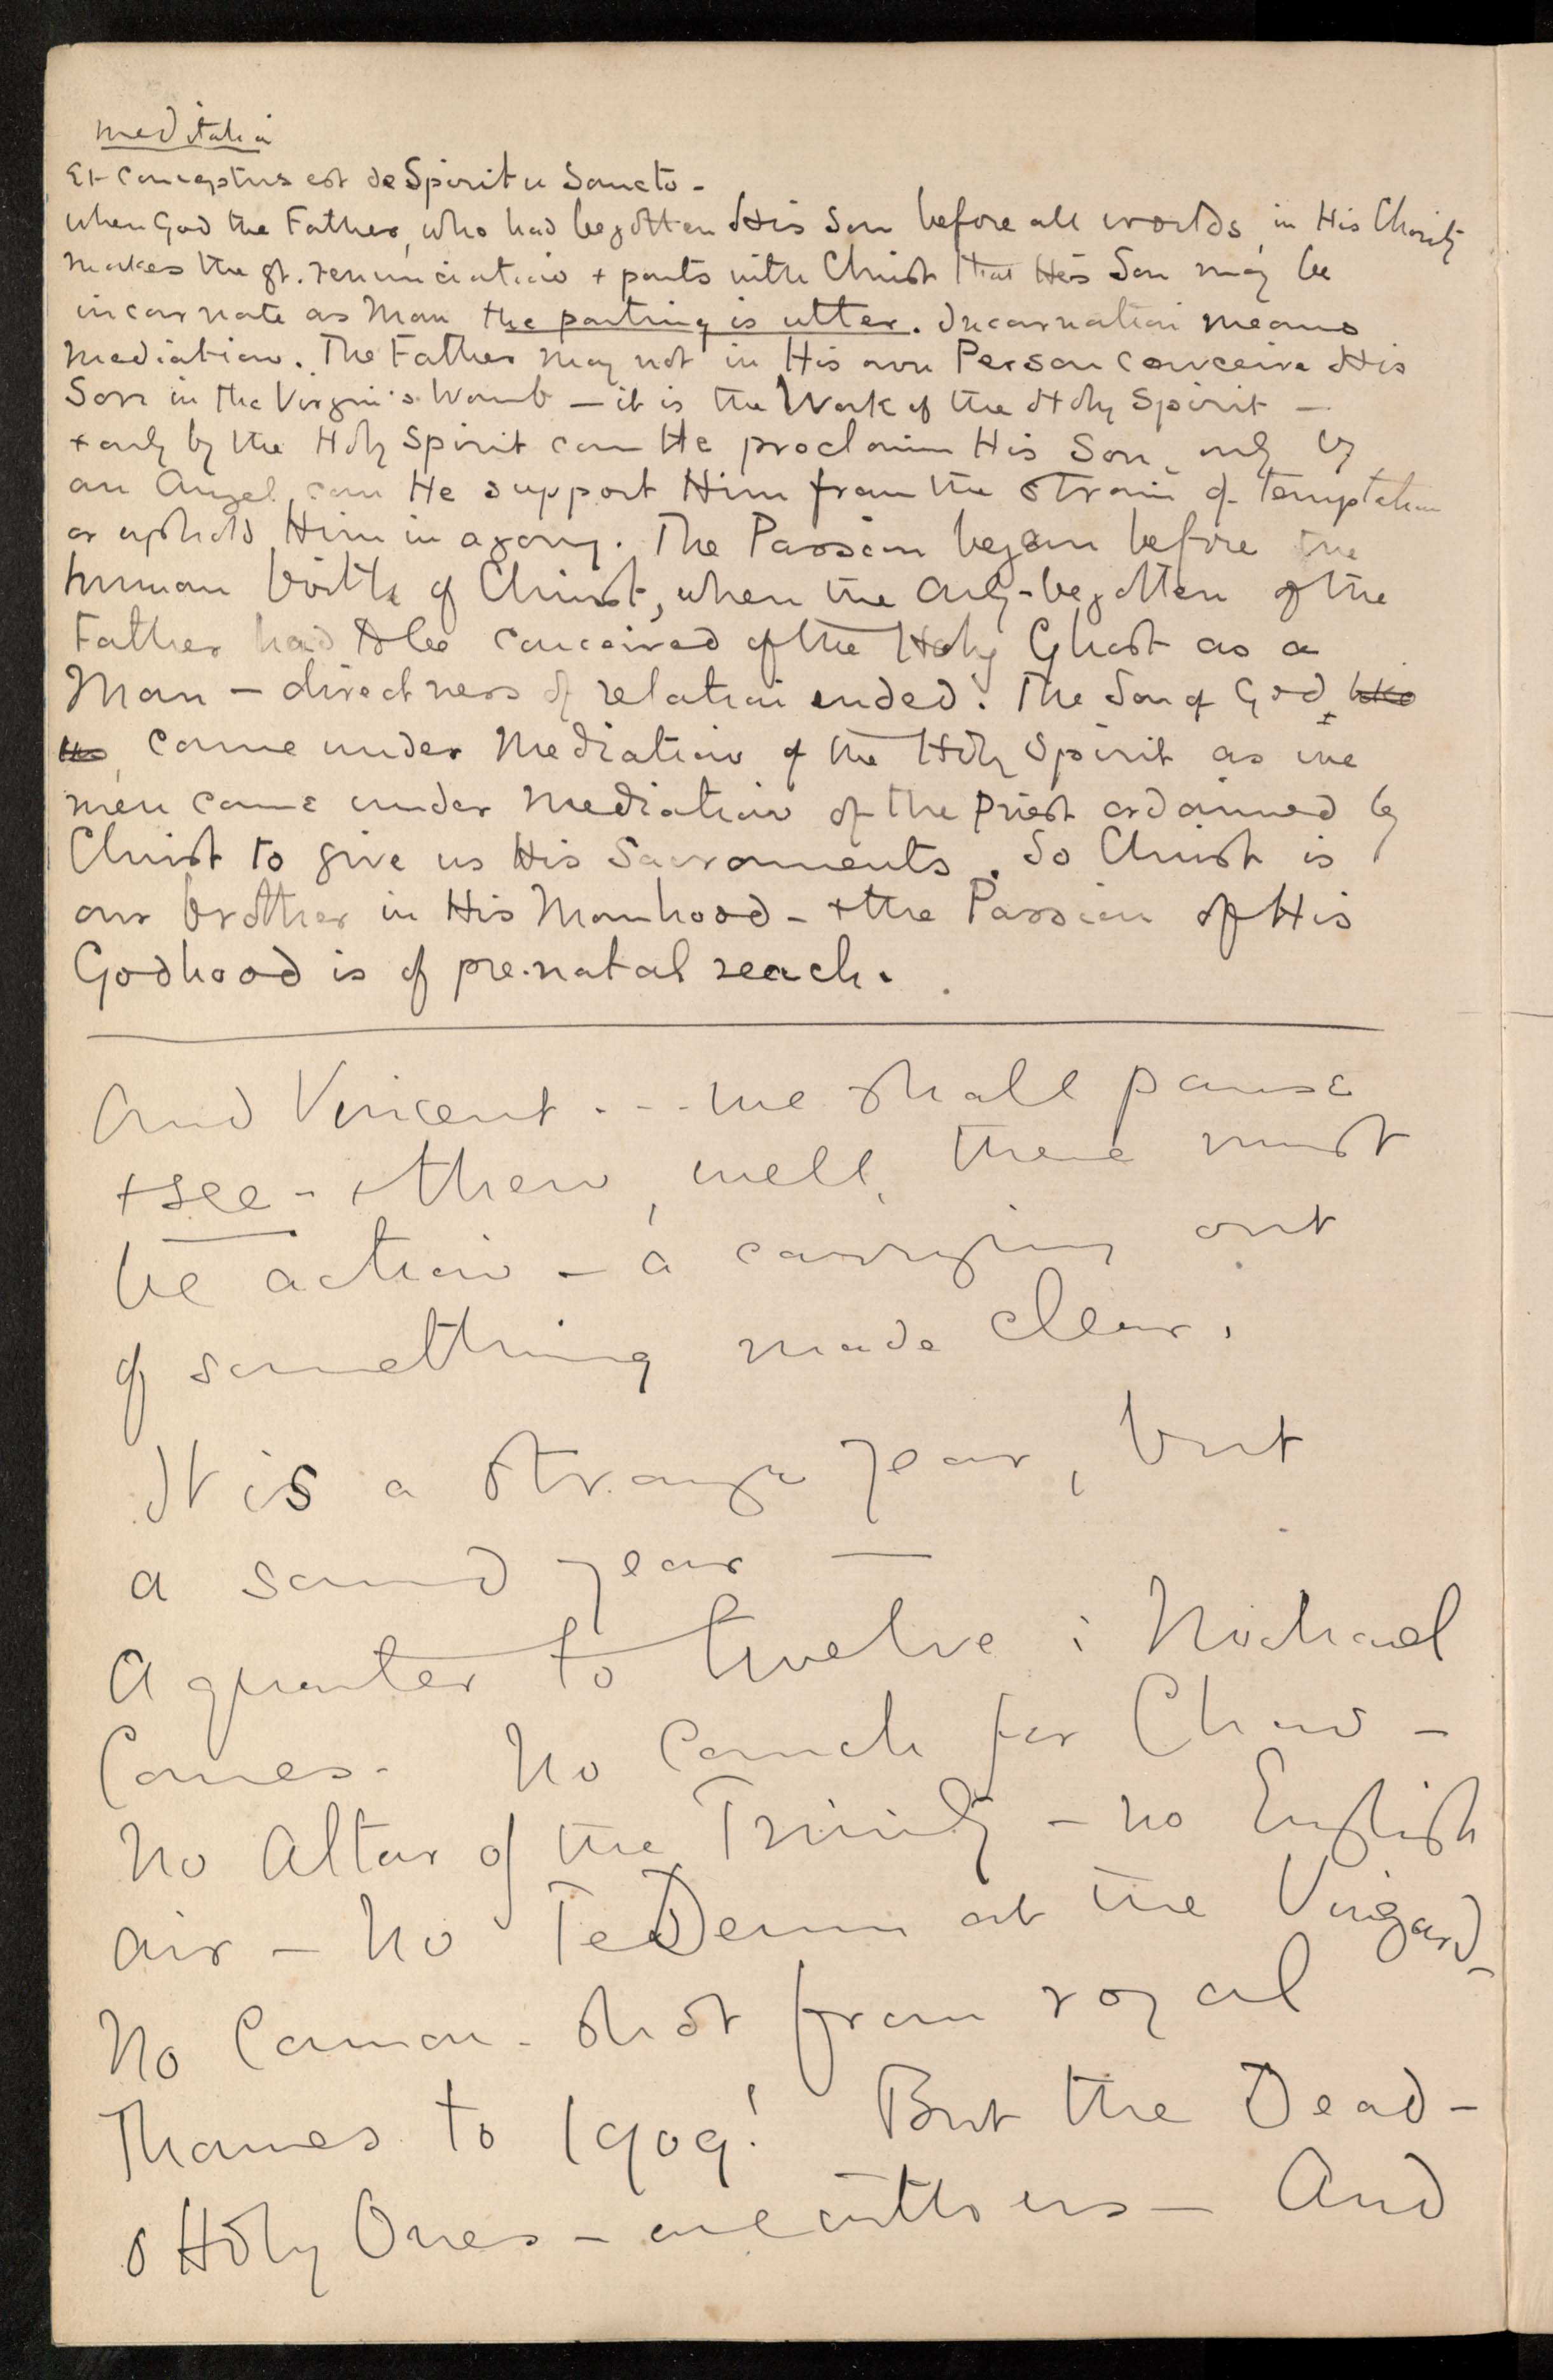 Meditation
Et conceptus est de Spiritu Sancto -
When God the Father, who had begotten His Son before all worlds, in His Charity
makes the gt. renunciation + parts with Christ that His Son may be
incarnate as Man the parting is utter. Incarnation means
mediation. The Father may not in His own Person conceive His
Son in the Virgin's Womb — it is the Work of the Holy Spirit —
+ only by the Holy Spirit can He proclaim His Son, only by
an Angel, can He support Him from the strain of temptation
or uphold Him in agony. The Passion began before the
human birth of Christ, when the Only-begotten of the
Father had to be conceived of the Holy Ghost as a
Man — directness of relation ended. The Son of God
came under Mediation of the Holy Spirit as we
men come under Mediation of the Priest ordained by
Christ to give us His Sacraments. So Christ is
our brother in His Manhood - + the Passion of His
Godhood is of pre-natal reach.
And Vincent . - - we shall pause
+ see - + then, well, there must
be action - a carrying out
of something made clear.
It is a strange year, but
a sound year —
A quarter to twelve : Michael
Comes. No Couch for Chow -
No Altar of the Trinity - no English
air - No Te Deum at the Vineyard -
No Cannon-shot from royal
Thames to 1909! But the Dead -
o Holy Ones - are with us — And